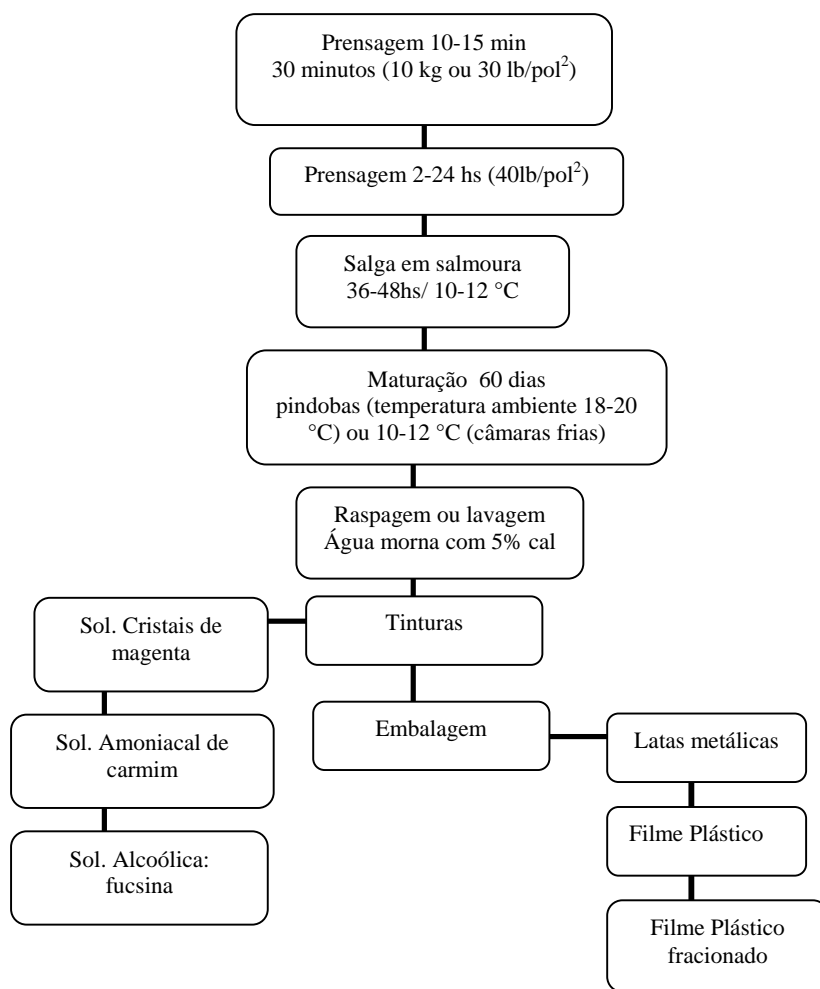 Prensagem 10-15 min
30 minutos (10 kg ou 30 lb/pol²)
Prensagem 2-24 hs (40lb/pol²)
Salga em salmoura
36-48hs/ 10-12 °C
Maturação  60 dias
pindobas (temperatura ambiente 18-20
°C) ou 10-12 °C (câmaras frias)
Raspagem ou lavagem
Água morna com 5% cal
Tinturas
Sol. Cristais de
magenta
Sol. Amoniacal de
carmim
Sol. Alcoólica:
fucsina
Embalagem
Latas metálicas
Filme Plástico
Filme Plástico
fracionado